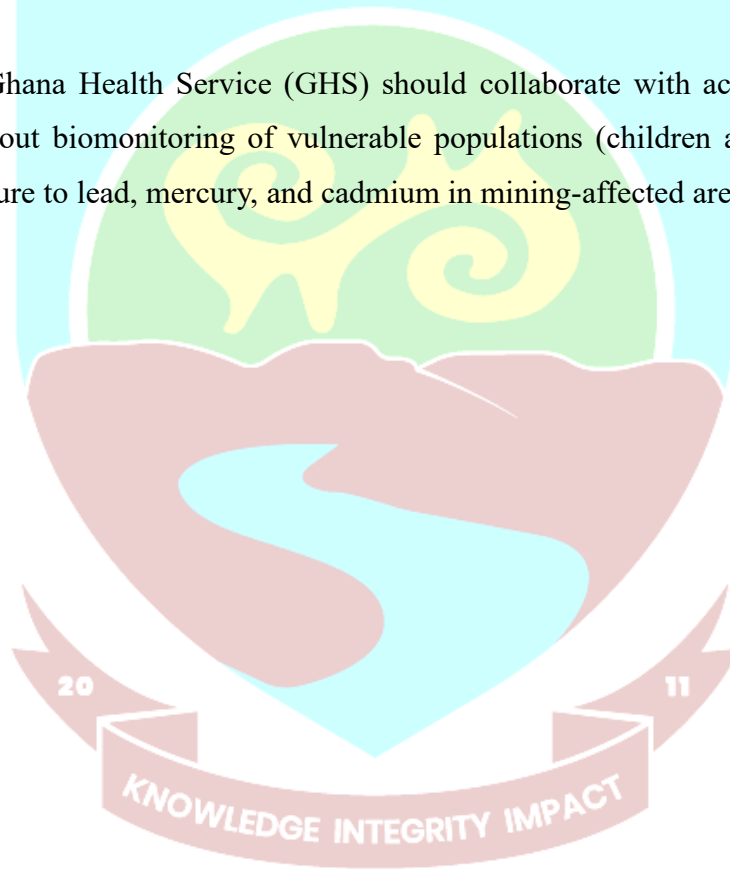 Ghana Health Service (GHS) should collaborate with ac
out biomonitoring of vulnerable populations (children a
ure to lead, mercury, and cadmium in mining-affected are
20
11
KNOWLEDGE INTEGRITY IMPACT